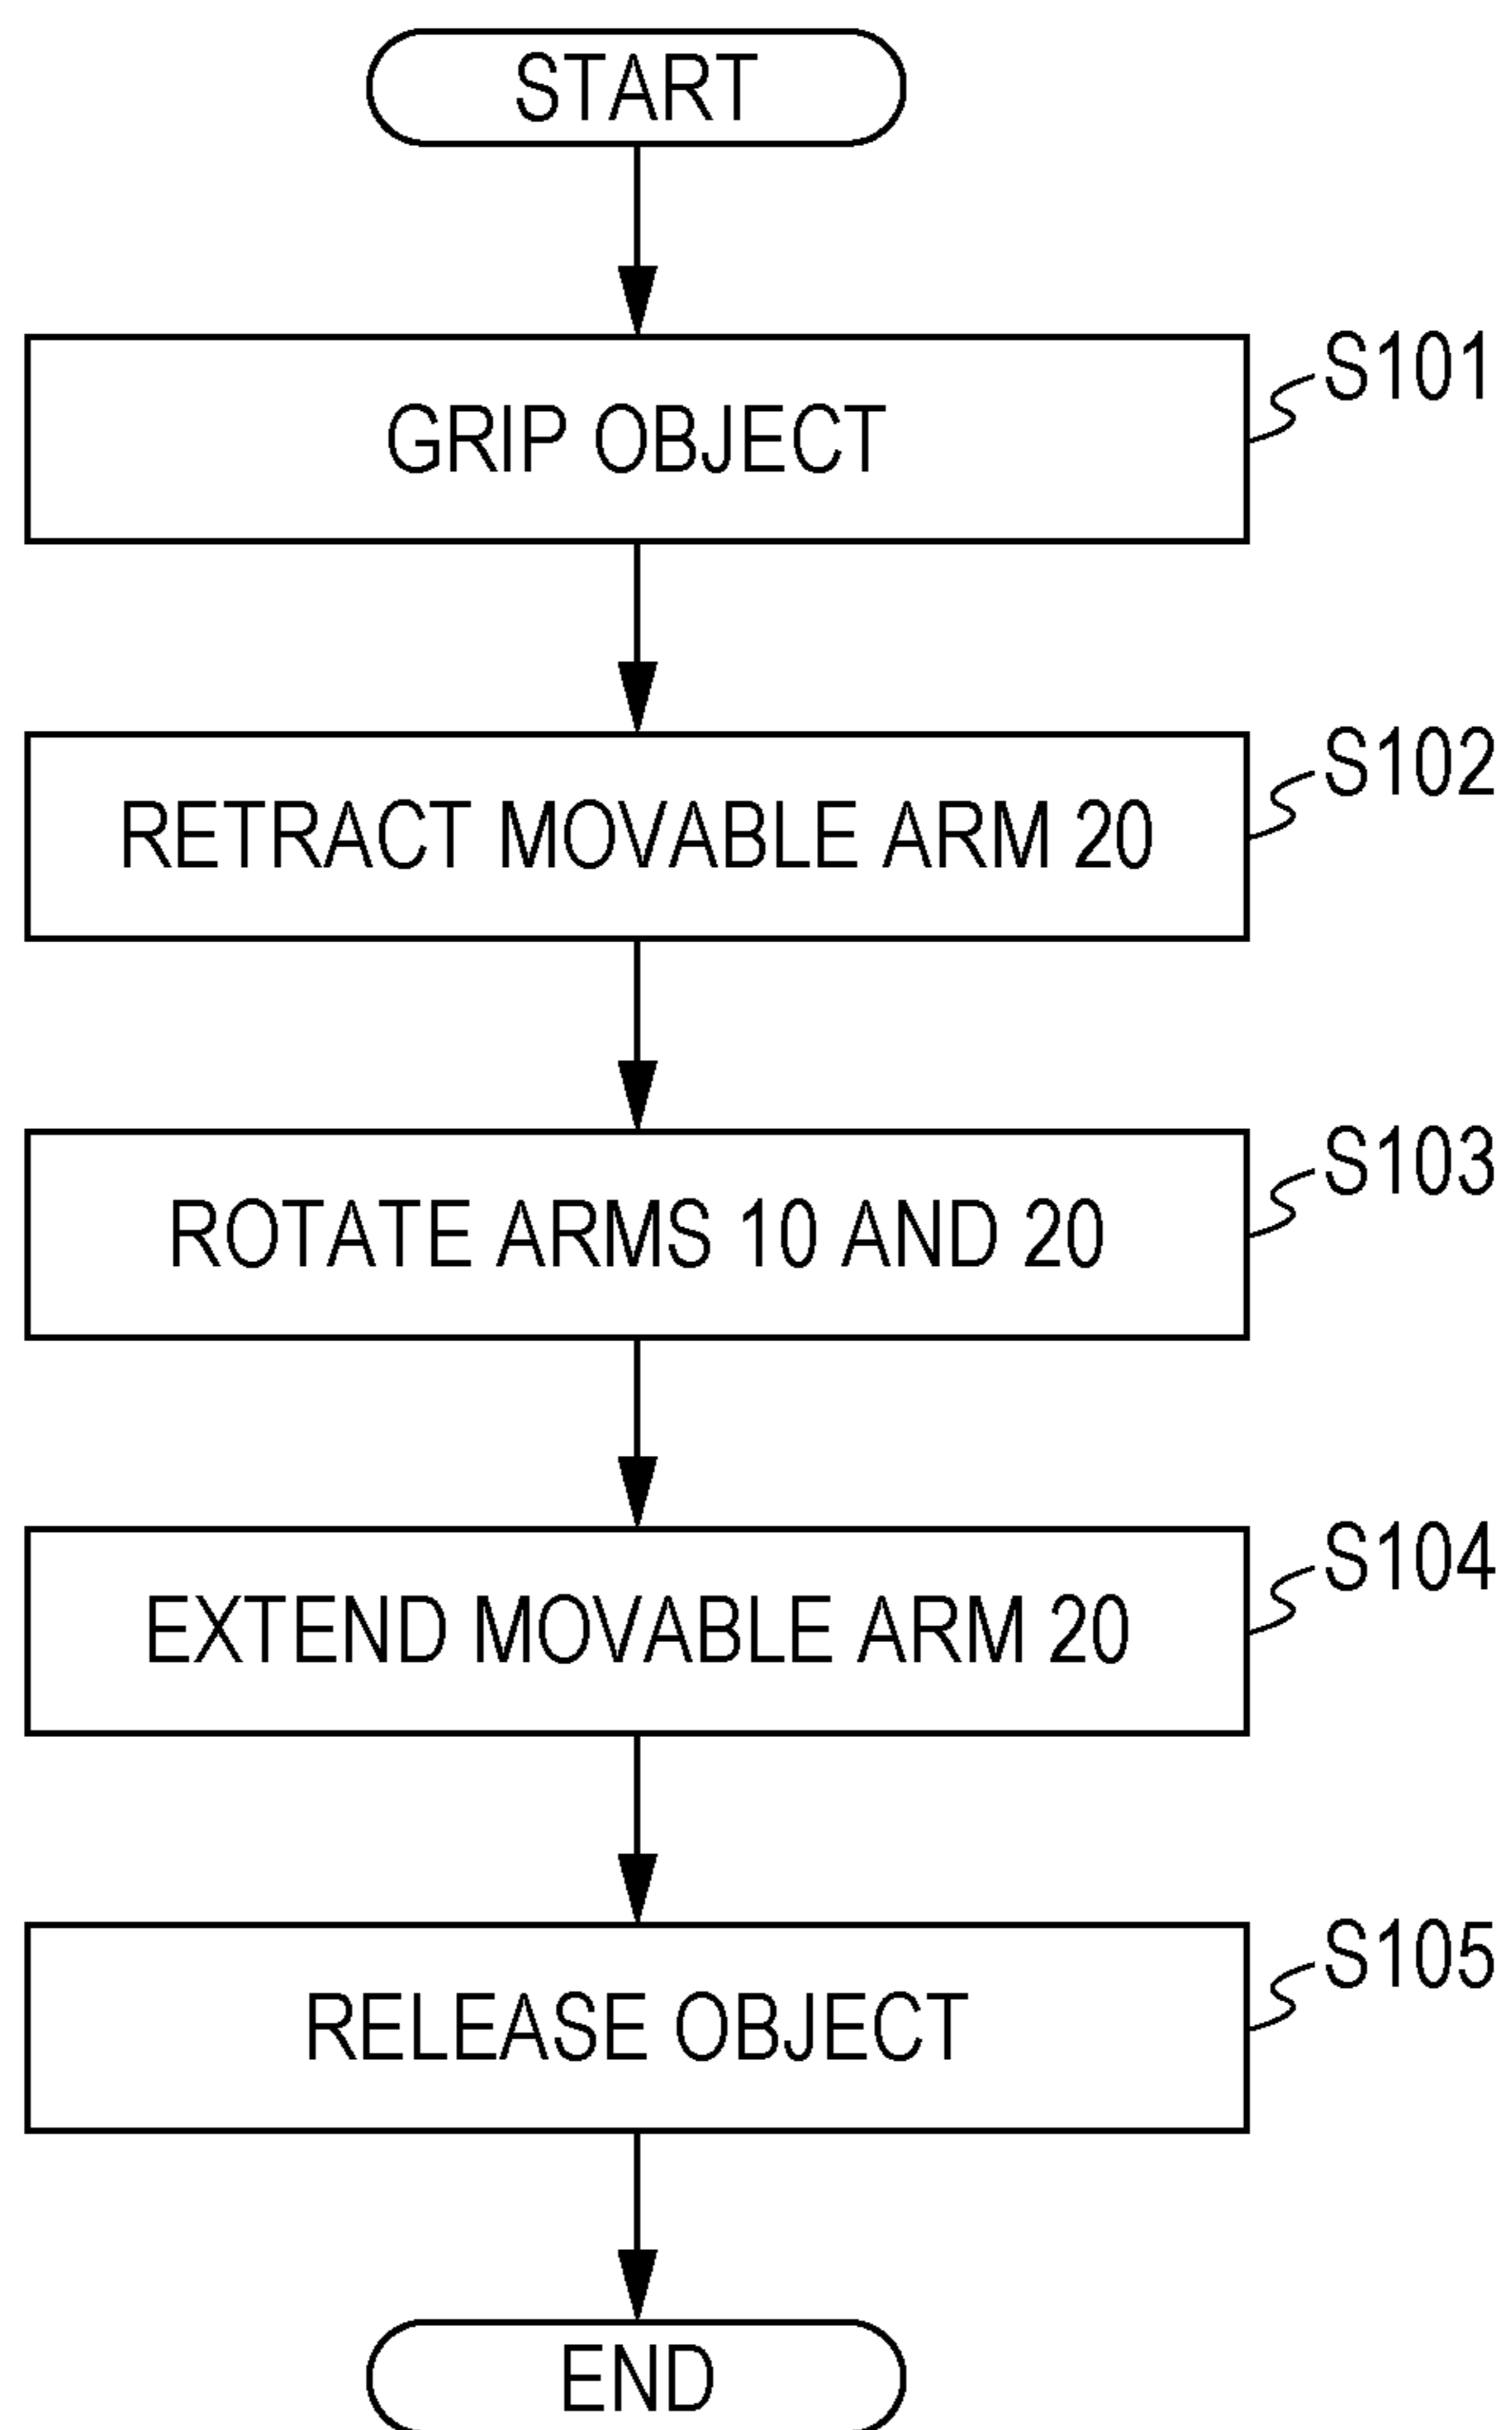 START
GRIP OBJECT
S101
RETRACT MOVABLE ARM 20
S102
ROTATE ARMS 10 AND 20
S103
EXTEND MOVABLE ARM 20
S104
RELEASE OBJECT
S105
END